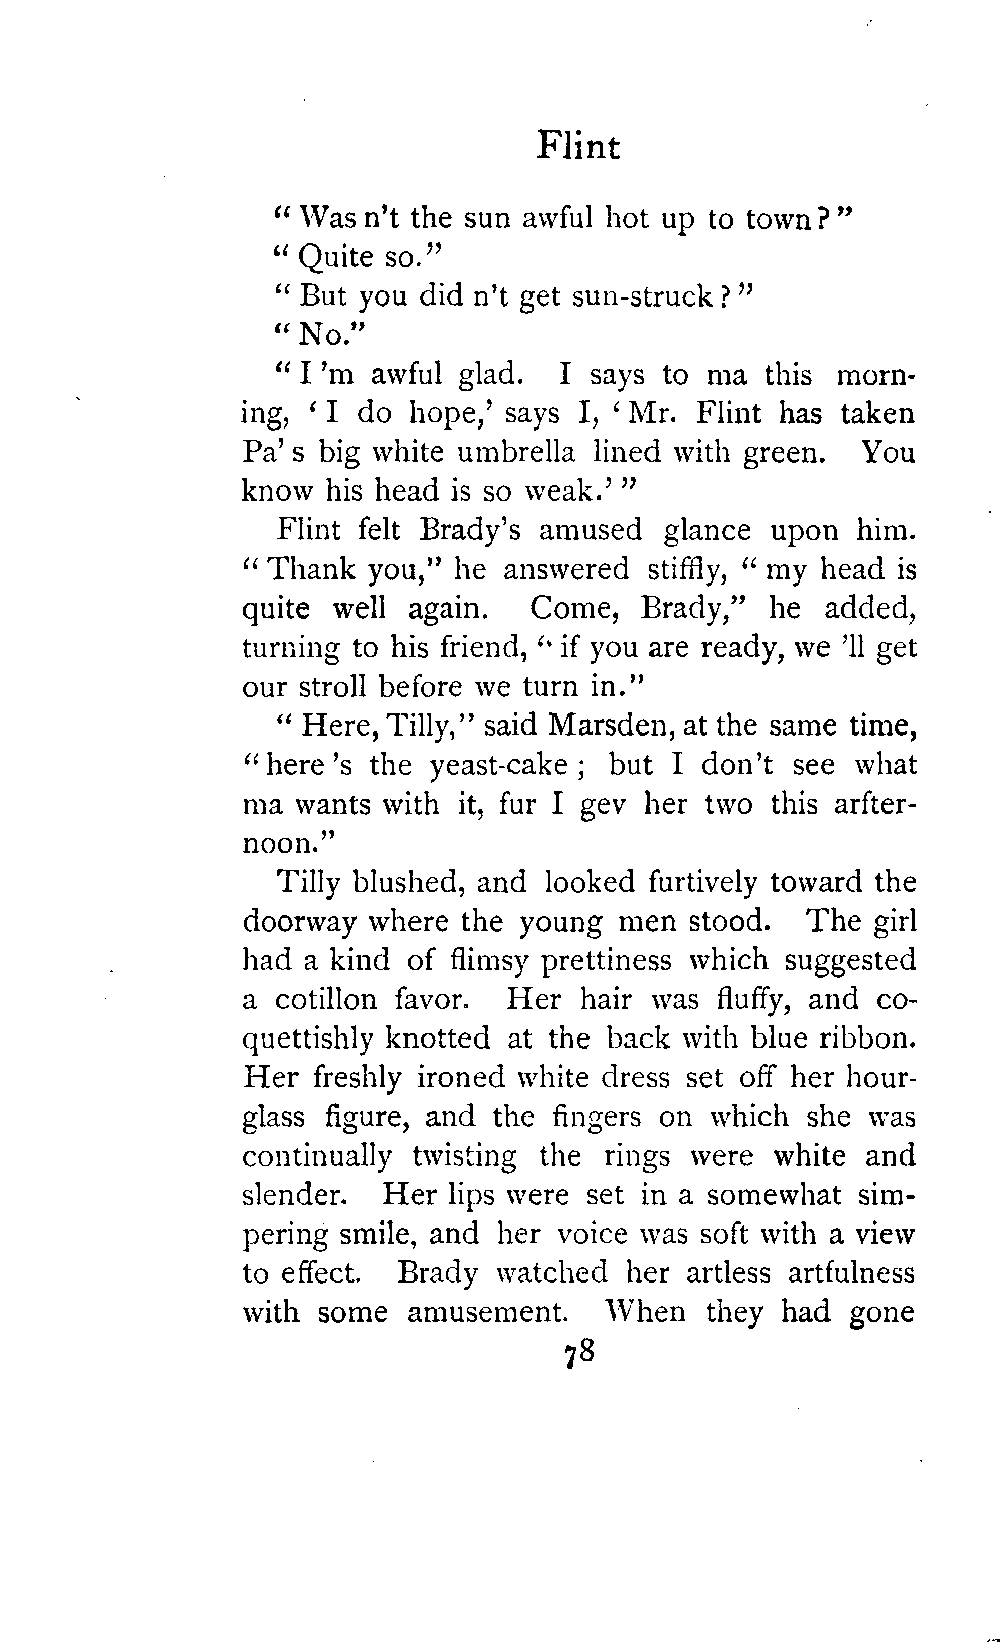 Flint
" Was n't the sun awful hot up to town ? "
" Quite so."
" But you did n't get sun-struck ? "
" No."
" I 'm awful glad. I says to ma this morn-
ing, ' I do hope,' says I, ' Mr. Flint has taken
Pa' s big white umbrella lined with green. You
know his head is so weak.' "
Flint felt Brady's amused glance upon him.
" Thank you," he answered stiffly, " my head is
quite well again. Come, Brady," he added,
turning to his friend, " if you are ready, we 'll get
our stroll before we turn in."
" Here, Tilly," said Marsden, at the same time,
" here 's the yeast-cake ; but I don't see what
ma wants with it, fur I gev her two this arfter-
noon."
Tilly blushed, and looked furtively toward the
doorway where the young men stood. The girl
had a kind of flimsy prettiness which suggested
a cotillon favor. Her hair was fluffy, and co-
quettishly knotted at the back with blue ribbon.
Her freshly ironed white dress set off her hour-
glass figure, and the fingers on which she was
continually twisting the rings were white and
slender. Her lips were set in a somewhat sim-
pering smile, and her voice was soft with a view
to effect. Brady watched her artless artfulness
with some amusement. When they had gone
78